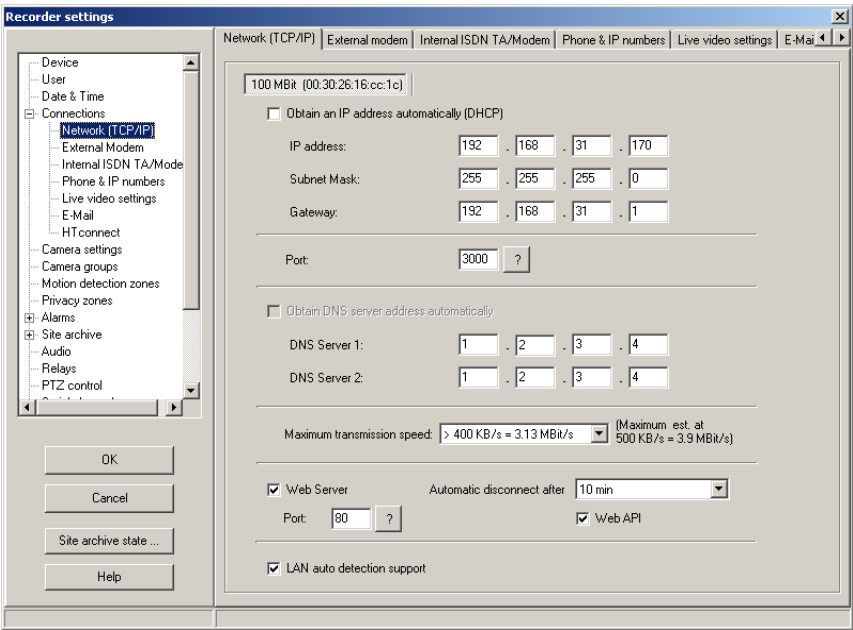 Recorder settings
Device
User
Date & Time
Connections
Network (TCP/IP)
External Modem
Internal ISDN TA/Mode
Phone & IP numbers
Live video settings
E-Mail
HTconnect
Camera settings
Camera groups
Motion detection zones
Privacy zones
Alarms
Site archive
Audio
Relays
PTZ control
OK
Cancel
Site archive state ...
Help
Network (TCP/IP) External modem Internal ISDN TA/Modem Phone & IP numbers Live video settings E-Mai
100 MBit (00:30:26:16:cc:1c)
Obtain an IP address automatically (DHCP)
IP address: 192 . 168 . 31 . 170
Subnet Mask: 255 . 255 . 255 . 0
Gateway: 192 . 168 . 31 . 1
Port: 3000 ?
Obtain DNS server address automatically
DNS Server 1: 1 . 2 . 3 . 4
DNS Server 2: 1 . 2 . 3 . 4
Maximum transmission speed: > 400 KB/s = 3.13 MBit/s (Maximum est. at
500 KB/s = 3.9 MBit/s)
Web Server Automatic disconnect after 10 min
Port: 80 ? Web API
LAN auto detection support